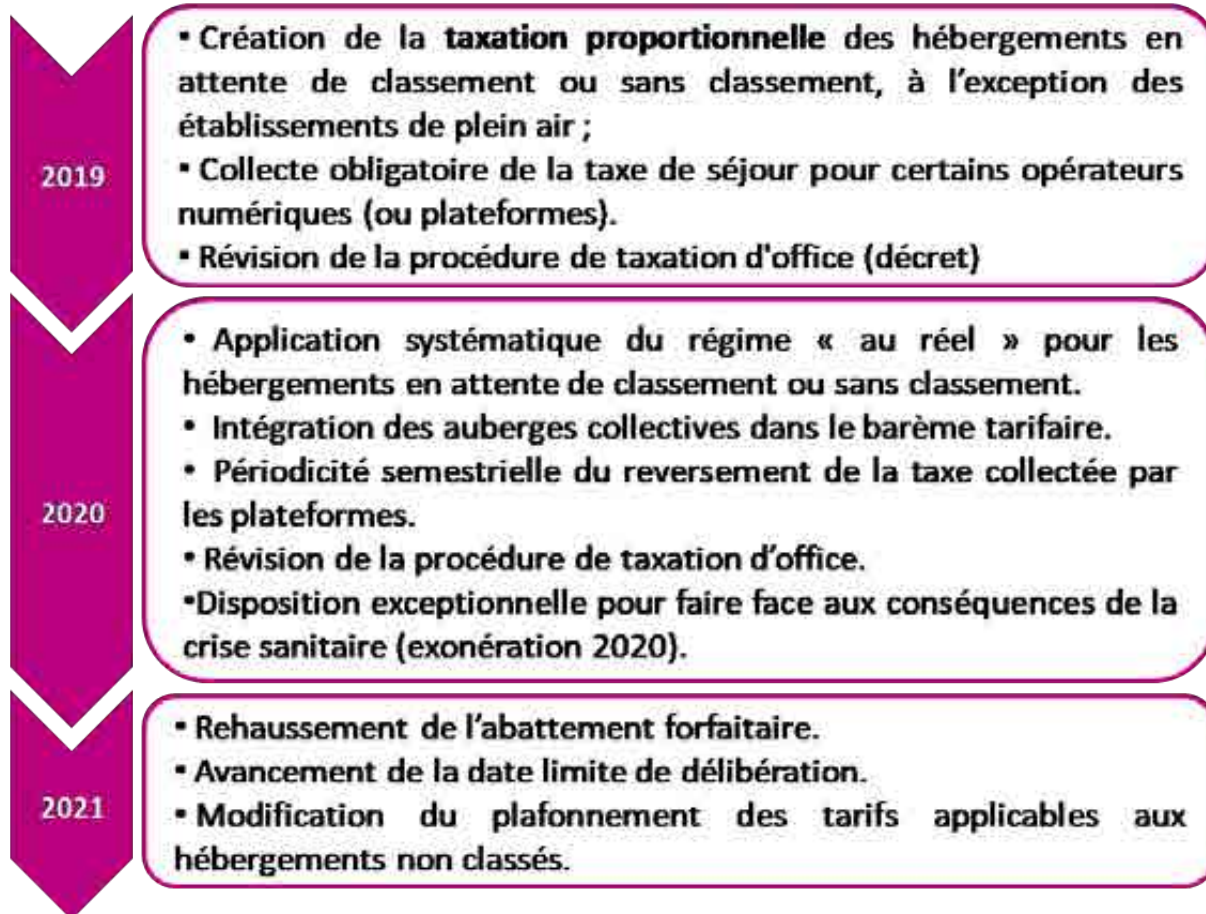 ▪ Création de la taxation proportionnelle des hébergements en
attente de classement ou sans classement, à l'exception des
établissements de plein air ;
2019
▪ Collecte obligatoire de la taxe de séjour pour certains opérateurs
numériques (ou plateformes).
▪ Révision de la procédure de taxation d'office (décret)
• Application systématique du régime « au réel » pour les
hébergements en attente de classement ou sans classement.
• Intégration des auberges collectives dans le barème tarifaire.
• Périodicité semestrielle du reversement de la taxe collectée par
les plateformes.
2020
• Révision de la procédure de taxation d'office.
•Disposition exceptionnelle pour faire face aux conséquences de la
crise sanitaire (exonération 2020).
▪ Rehaussement de l'abattement forfaitaire.
▪ Avancement de la date limite de délibération.
2021
▪ Modification du plafonnement des tarifs applicables aux
hébergements non classés.